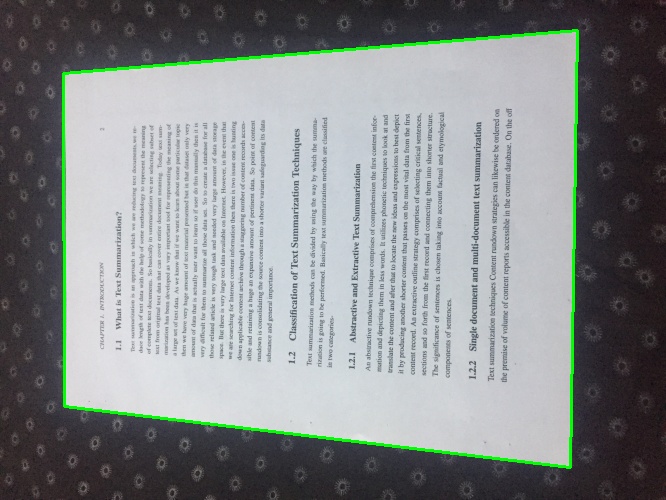 CHAPTER 1. INTRODUCTION 2
1.1 What is Text Summarization?
Text summarization is an approach in which we are reducing text documents,we re-
duce length of text data with the help of some methodology to represent the meaning
of complete text documents. So basically in summarization we are selecting subset of
text from original text data that can cover entire document meaning. Today text sum-
marization has been developed as vary important tool for representing the meaning of
a large set of text data. As we know that if we want to learn about some particular topic
then we have very huge amount of text material presented but in that dataset only very
amount of data that is actually user want to learn so if user do this manually then it is
very difficult for them to summarize all those data set. So to create a database for all
those related article is very tough task and needed very large amount of data storage
space. But there is very large text data available on Internet. However, in the event that
we are searching for Internet content information then there is two issue one is hunting
down applicable content archive through a staggering number of content records acces-
sible and retaining a huge an expansive amount of pertinent data. So point of content
rundown is consolidating the source content into a shorter variant safeguarding its data
substance and general importance.
1.2 Classification of Text Summarization Techniques
Text summarization methods can be divided by using the way by which the summa-
rization is going to be performed. Basically text summarization methods are classified
in two categories-
1.2.1 Abstractive and Extractive Text Summarization
An abstractive rundown technique comprises of comprehension the first content infor-
mation and depicting them in less words. It utilizes phonetic techniques to look at and
translate the content and after that to locate the new ideas and expressions to best depict
it by producing another shorter content that passes on the most vital data from the first
content record. An extractive outline strategy comprises of selecting critical sentences,
sections and so forth from the first record and connecting them into shorter structure.
The significance of sentences is chosen taking into account factual and etymological
components of sentences.
1.2.2 Single document and multi-document text summarization
Text summarization techniques Content rundown strategies can likewise be ordered on
the premise of volume of content reports accessible in the content database. On the off